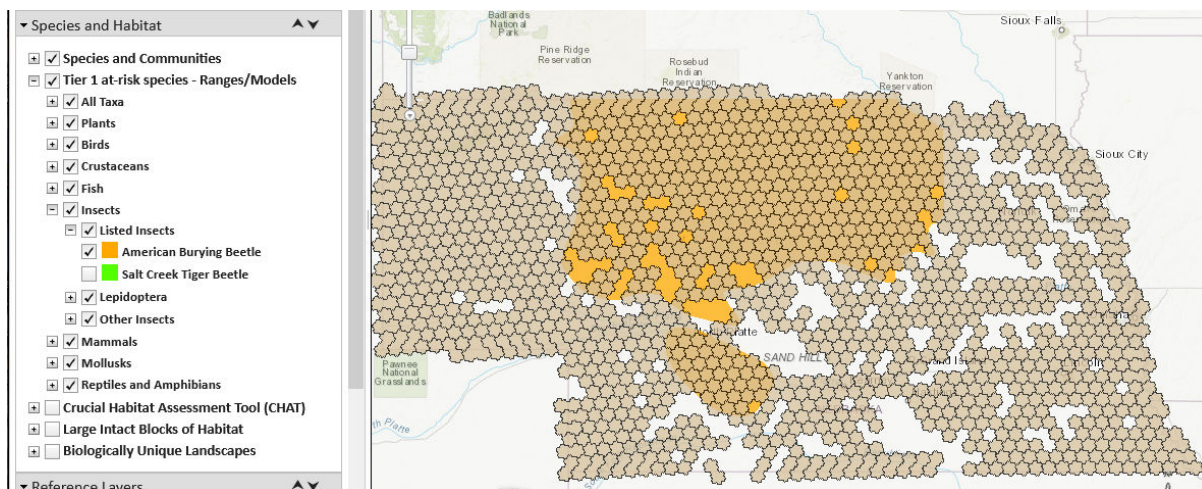 Species and Habitat
Species and Communities
Tier 1 at-risk species - Ranges/Models
All Taxa
Plants
Birds
Crustaceans
Fish
Insects
Listed Insects
American Burying Beetle
Salt Creek Tiger Beetle
Lepidoptera
Other Insects
Mammals
Mollusks
Reptiles and Amphibians
Crucial Habitat Assessment Tool (CHAT)
Large Intact Blocks of Habitat
Biologically Unique Landscapes
Reference Layers
Badlands
National
Park
Sioux Falls
Pine Ridge
Reservation
Rosebud
Indian
Reservation
Yankton
Reservation
Sioux City
SAND HILL
Pawnee
National
Grasslands
Platte